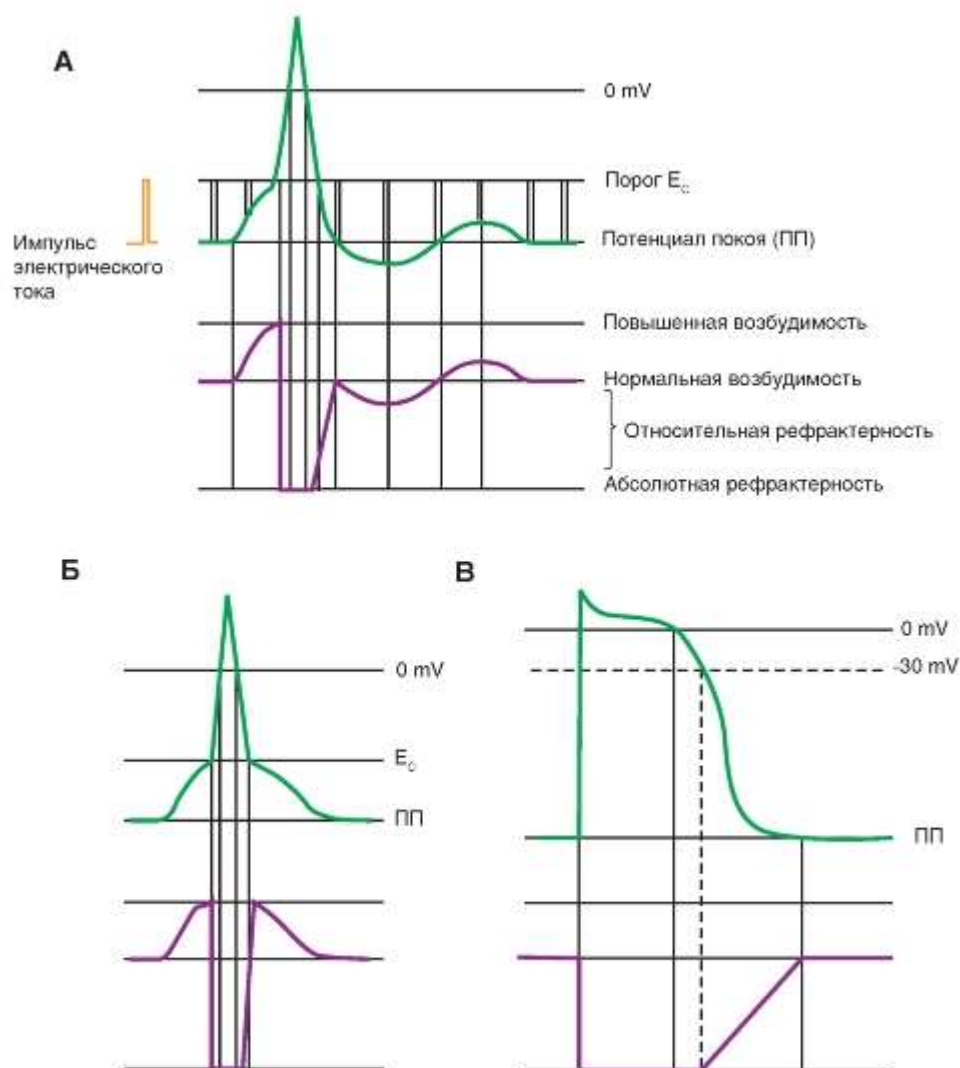 А
0 mV
Порог Ec
Импульс
электрического
тока
Потенциал покоя (ПП)
Повышенная возбудимость
Нормальная возбудимость
Относительная рефрактерность
Абсолютная рефрактерность
Б
0 mV
Ec
ПП
В
0 mV
-30 mV
ПП